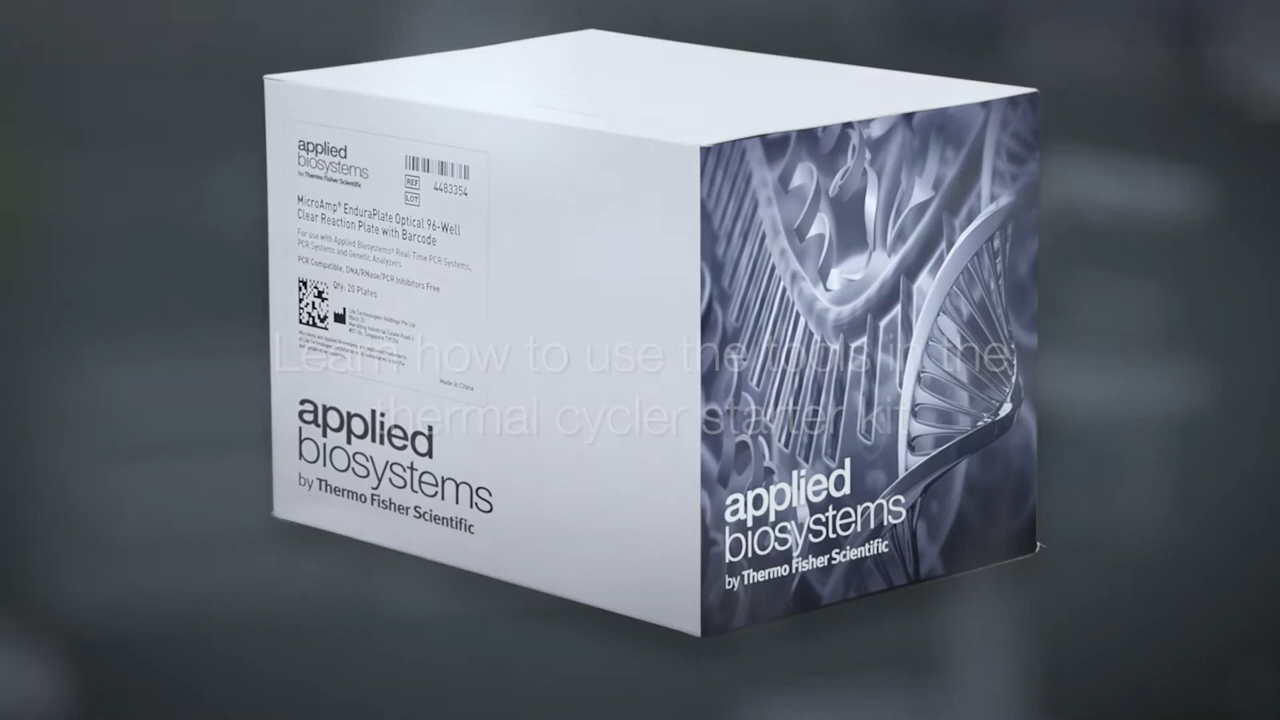 applied
biosystems
by Thermo Fisher Scientific
REF
4483354
LOT
MicroAmp® EnduraPlate Optical 96-Well
Clear Reaction Plate with Barcode
For use with Applied Biosystems® Real-Time PCR Systems,
PCR Systems and Genetic Analyzers
PCR Compatible, DNA/RNase/PCR Inhibitors Free
Qty: 20 Plates
Life Technologies Holdings Pte Ltd
Made in China
Learn how to use the tools in the
thermal cycler starter kit
applied
biosystems
by Thermo Fisher Scientific
applied
biosystems
by Thermo Fisher Scientific